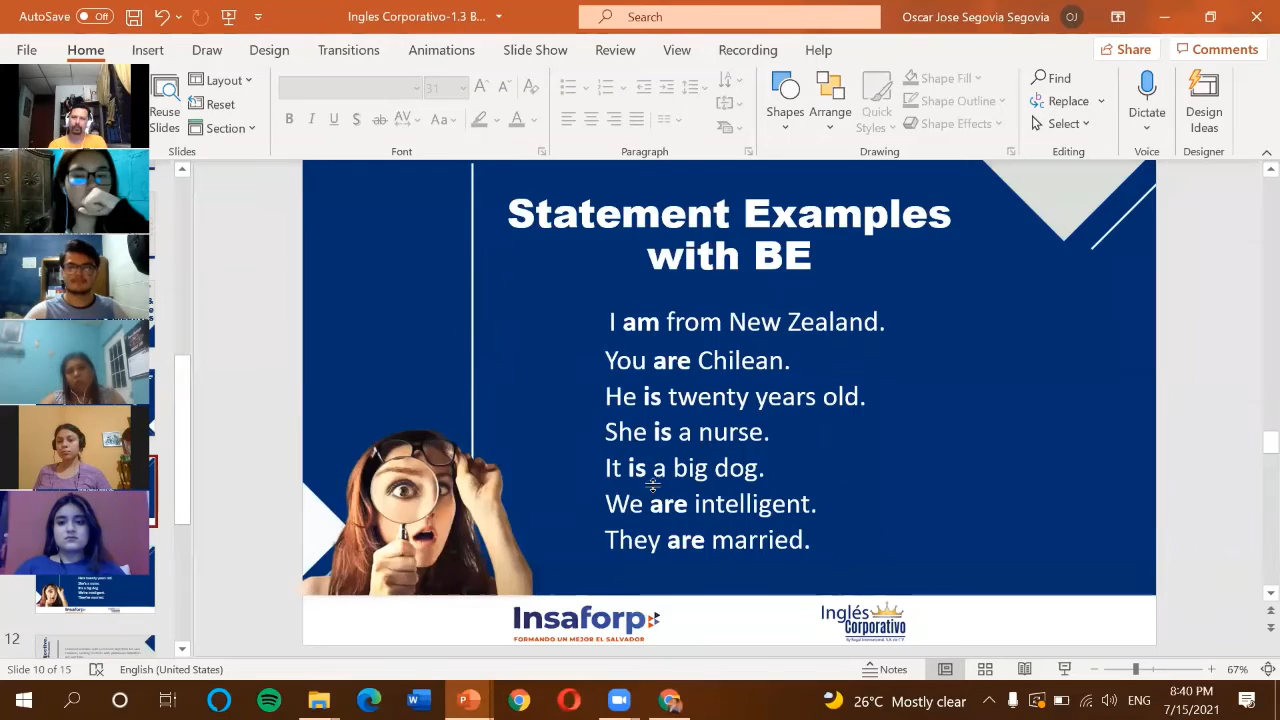 AutoSave Off Ingles Corporativo-1.3 B... Search Oscar Jose Segovia Segovia OJ
File Home Insert Draw Design Transitions Animations Slide Show Review View Recording Help Share Comments
Reuse Slides
Layout
Reset
Section
B I U S ab AV Aa A
Shapes
Arrange
Quick Styles
Shape Fill
Shape Outline
Shape Effects
Find
Replace
Select
Dictate
Design Ideas
Slides Font Paragraph Drawing Editing Voice Designer
Statement Examples
with BE
I am from New Zealand.
You are Chilean.
He is twenty years old.
She is a nurse.
It is a big dog.
We are intelligent.
They are married.
Insaforp
FORMANDO UN MEJOR EL SALVADOR
Inglés
Corporativo
12
Slide 10 of 15 English (United States) Notes 67%
26°C Mostly clear ENG 8:40 PM
7/15/2021